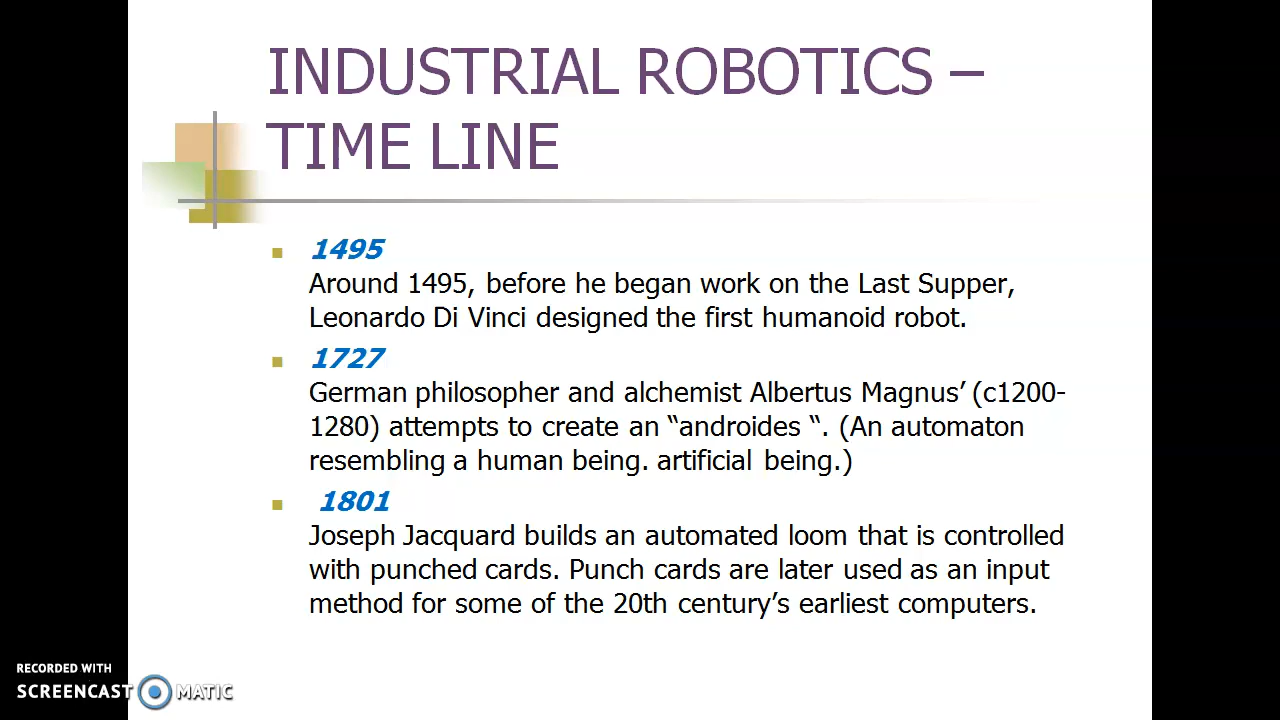 INDUSTRIAL ROBOTICS –
TIME LINE
1495
Around 1495, before he began work on the Last Supper,
Leonardo Di Vinci designed the first humanoid robot.
1727
German philosopher and alchemist Albertus Magnus’ (c1200-
1280) attempts to create an “androides “. (An automaton
resembling a human being. artificial being.)
1801
Joseph Jacquard builds an automated loom that is controlled
with punched cards. Punch cards are later used as an input
method for some of the 20th century’s earliest computers.
RECORDED WITH
SCREENCAST MATIC